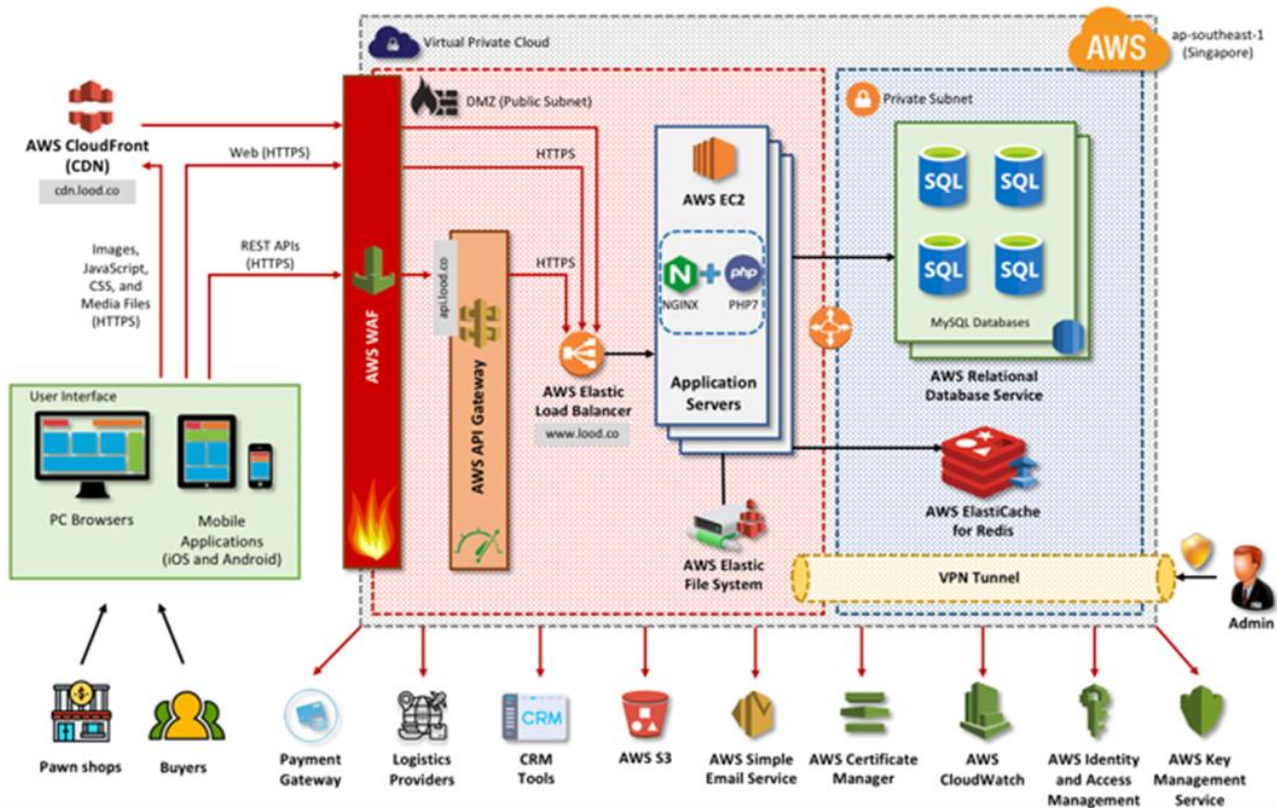 Virtual Private Cloud
AWS
ap-southeast-1
(Singapore)
DMZ (Public Subnet)
Private Subnet
AWS CloudFront
(CDN)
cdn.lood.co
Web (HTTPS)
HTTPS
AWS EC2
SQL
SQL
SQL
SQL
MySQL Databases
Images,
JavaScript,
CSS, and
Media Files
(HTTPS)
REST APIs
(HTTPS)
AWS WAF
api.lood.co
AWS API Gateway
HTTPS
NGINX
php
PHP7
AWS Elastic
Load Balancer
www.lood.co
Application
Servers
AWS Relational
Database Service
User Interface
PC Browsers
Mobile
Applications
(iOS and Android)
AWS Elastic
File System
AWS ElastiCache
for Redis
VPN Tunnel
Admin
Pawn shops
Buyers
Payment
Gateway
Logistics
Providers
CRM
CRM
Tools
AWS S3
AWS Simple
Email Service
AWS Certificate
Manager
AWS
CloudWatch
AWS Identity
and Access
Management
AWS Key
Management
Service